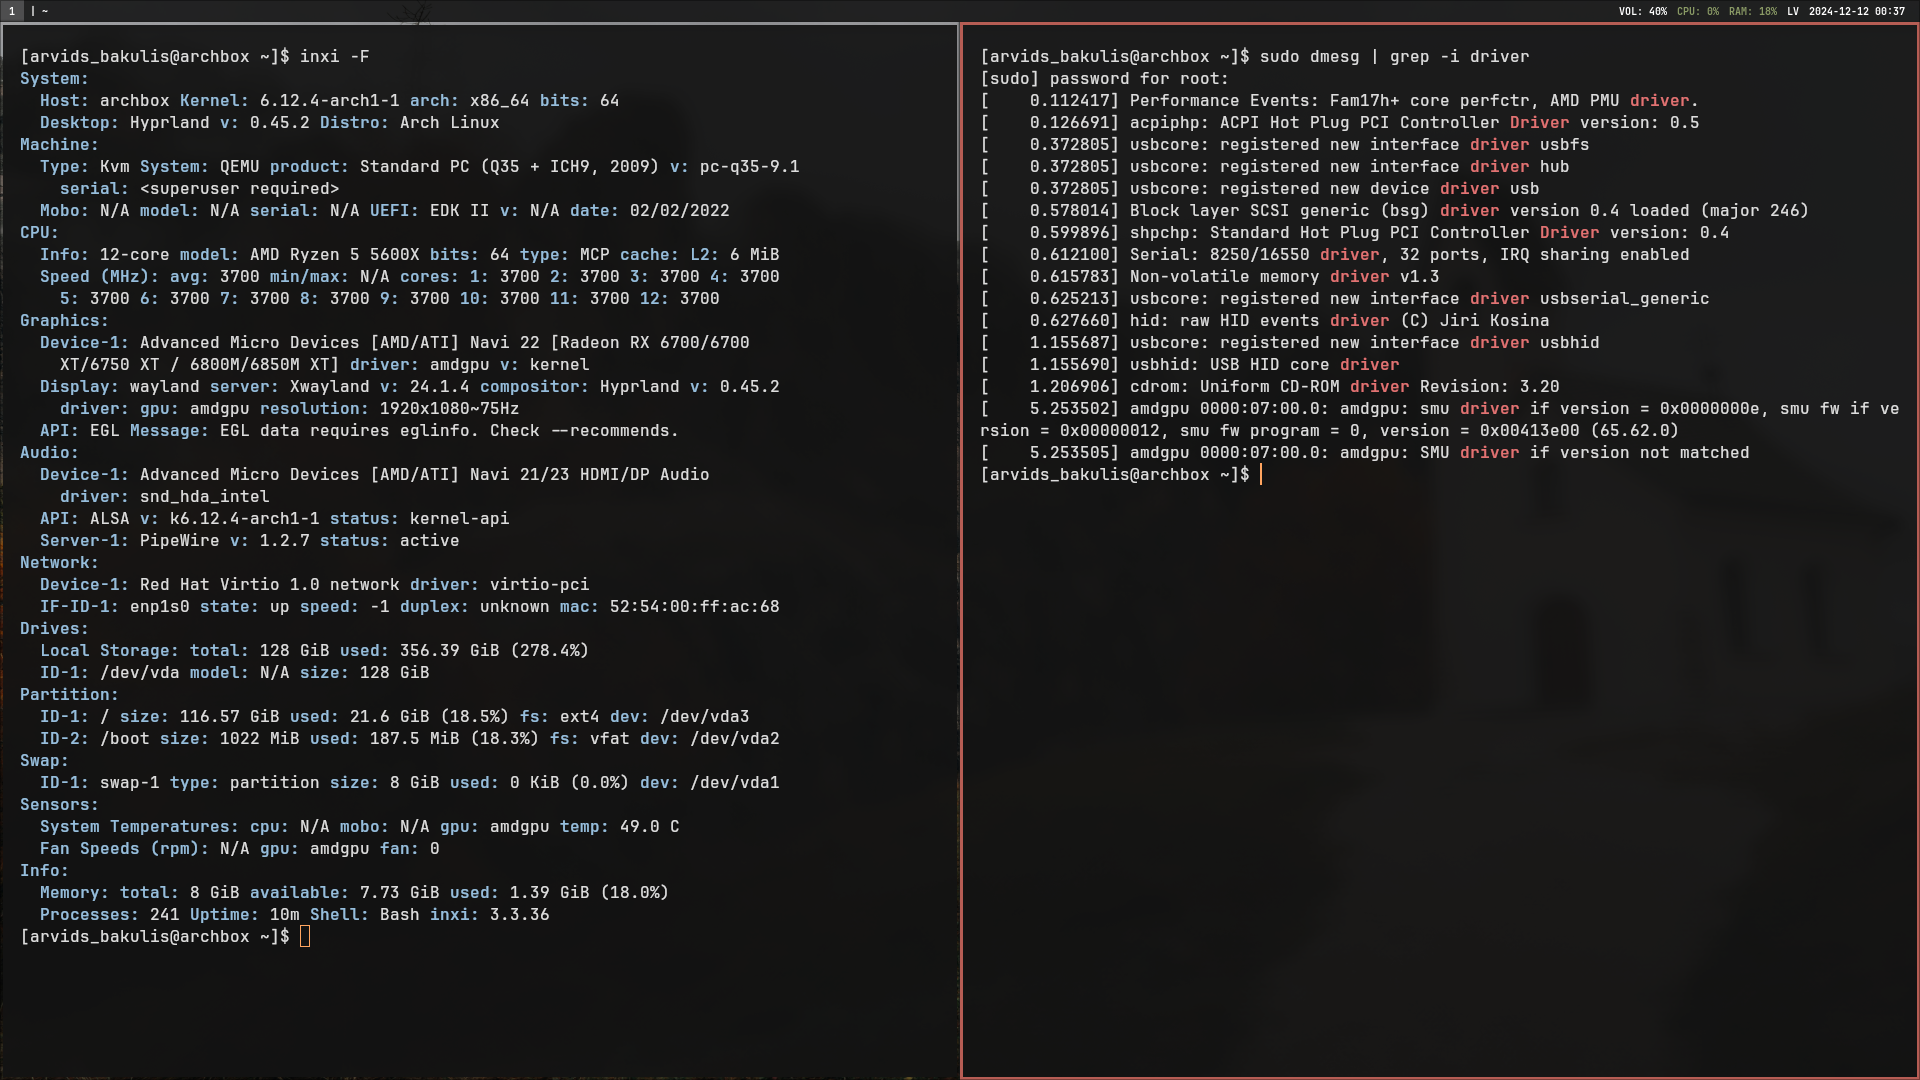 1 | ~
VOL: 40% CPU: 0% RAM: 18% LV 2024-12-12 00:37
[arvids_bakulis@archbox ~]$ inxi -F
System:
Host: archbox Kernel: 6.12.4-arch1-1 arch: x86_64 bits: 64
Desktop: Hyprland v: 0.45.2 Distro: Arch Linux
Machine:
Type: Kvm System: QEMU product: Standard PC (Q35 + ICH9, 2009) v: pc-q35-9.1
serial: <superuser required>
Mobo: N/A model: N/A serial: N/A UEFI: EDK II v: N/A date: 02/02/2022
CPU:
Info: 12-core model: AMD Ryzen 5 5600X bits: 64 type: MCP cache: L2: 6 MiB
Speed (MHz): avg: 3700 min/max: N/A cores: 1: 3700 2: 3700 3: 3700 4: 3700
5: 3700 6: 3700 7: 3700 8: 3700 9: 3700 10: 3700 11: 3700 12: 3700
Graphics:
Device-1: Advanced Micro Devices [AMD/ATI] Navi 22 [Radeon RX 6700/6700
XT/6750 XT / 6800M/6850M XT] driver: amdgpu v: kernel
Display: wayland server: Xwayland v: 24.1.4 compositor: Hyprland v: 0.45.2
driver: gpu: amdgpu resolution: 1920x1080~75Hz
API: EGL Message: EGL data requires eglinfo. Check --recommends.
Audio:
Device-1: Advanced Micro Devices [AMD/ATI] Navi 21/23 HDMI/DP Audio
driver: snd_hda_intel
API: ALSA v: k6.12.4-arch1-1 status: kernel-api
Server-1: PipeWire v: 1.2.7 status: active
Network:
Device-1: Red Hat Virtio 1.0 network driver: virtio-pci
IF-ID-1: enp1s0 state: up speed: -1 duplex: unknown mac: 52:54:00:ff:ac:68
Drives:
Local Storage: total: 128 GiB used: 356.39 GiB (278.4%)
ID-1: /dev/vda model: N/A size: 128 GiB
Partition:
ID-1: / size: 116.57 GiB used: 21.6 GiB (18.5%) fs: ext4 dev: /dev/vda3
ID-2: /boot size: 1022 MiB used: 187.5 MiB (18.3%) fs: vfat dev: /dev/vda2
Swap:
ID-1: swap-1 type: partition size: 8 GiB used: 0 KiB (0.0%) dev: /dev/vda1
Sensors:
System Temperatures: cpu: N/A mobo: N/A gpu: amdgpu temp: 49.0 C
Fan Speeds (rpm): N/A gpu: amdgpu fan: 0
Info:
Memory: total: 8 GiB available: 7.73 GiB used: 1.39 GiB (18.0%)
Processes: 241 Uptime: 10m Shell: Bash inxi: 3.3.36
[arvids_bakulis@archbox ~]$
[arvids_bakulis@archbox ~]$ sudo dmesg | grep -i driver
[sudo] password for root:
[    0.112417] Performance Events: Fam17h+ core perfctr, AMD PMU driver.
[    0.126691] acpiphp: ACPI Hot Plug PCI Controller Driver version: 0.5
[    0.372805] usbcore: registered new interface driver usbfs
[    0.372805] usbcore: registered new interface driver hub
[    0.372805] usbcore: registered new device driver usb
[    0.578014] Block layer SCSI generic (bsg) driver version 0.4 loaded (major 246)
[    0.599896] shpchp: Standard Hot Plug PCI Controller Driver version: 0.4
[    0.612100] Serial: 8250/16550 driver, 32 ports, IRQ sharing enabled
[    0.615783] Non-volatile memory driver v1.3
[    0.625213] usbcore: registered new interface driver usbserial_generic
[    0.627660] hid: raw HID events driver (C) Jiri Kosina
[    1.155687] usbcore: registered new interface driver usbhid
[    1.155690] usbhid: USB HID core driver
[    1.206906] cdrom: Uniform CD-ROM driver Revision: 3.20
[    5.253502] amdgpu 0000:07:00.0: amdgpu: smu driver if version = 0x0000000e, smu fw if ve
rsion = 0x00000012, smu fw program = 0, version = 0x00413e00 (65.62.0)
[    5.253505] amdgpu 0000:07:00.0: amdgpu: SMU driver if version not matched
[arvids_bakulis@archbox ~]$